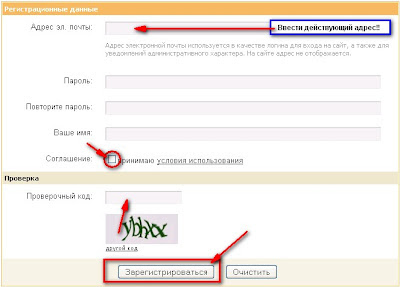 Регистрационные данные
Адрес эл. почты:
Ввести действующий адрес!!
Адрес электронной почты используется в качестве логина для входа на сайт, а также для
уведомлений административного характера. На сайте адрес не отображается.
Пароль:
Повторите пароль:
Ваше имя:
Соглашение: принимаю условия использования
Проверка
Проверочный код:
ybhxx
другой код
Зарегистрироваться Очистить